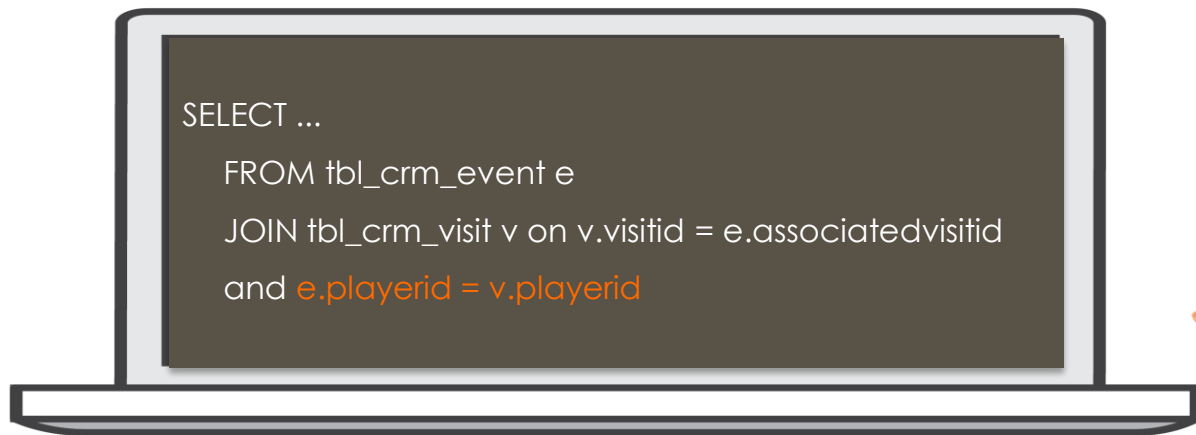 SELECT ...
FROM tbl_crm_event e
JOIN tbl_crm_visit v on v.visitid = e.associatedvisitid
and e.playerid = v.playerid